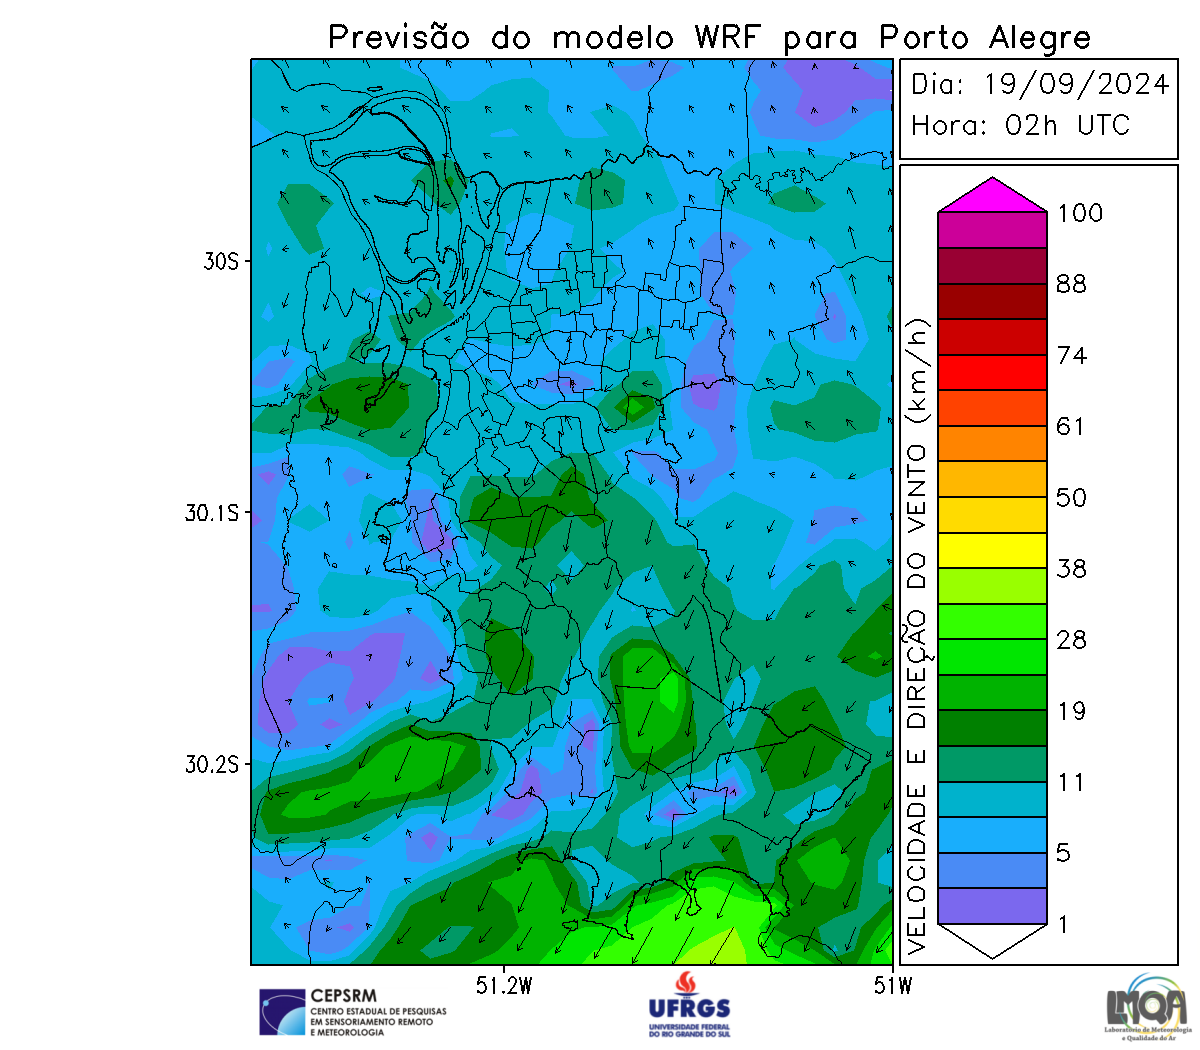 Previsão do modelo WRF para Porto Alegre
Dia: 19/09/2024
Hora: 02h UTC
30S
30.1S
30.2S
51.2W
51W
VELOCIDADE E DIREÇÃO DO VENTO (km/h)
100
88
74
61
50
38
28
19
11
5
1
CEPSRM
CENTRO ESTADUAL DE PESQUISAS
EM SENSORIAMENTO REMOTO
E METEOROLOGIA
UFRGS
UNIVERSIDADE FEDERAL
DO RIO GRANDE DO SUL
LMQA
Laboratório de Meteorologia
e Qualidade do Ar